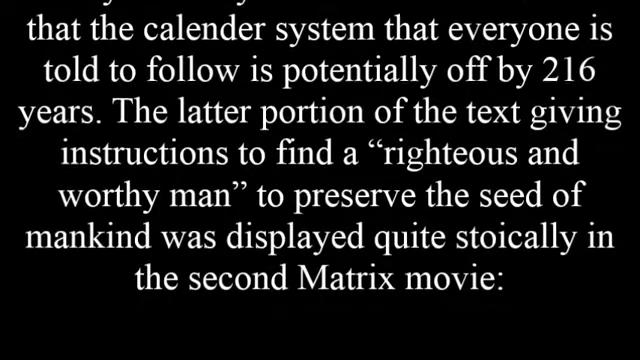 that the calender system that everyone is
told to follow is potentially off by 216
years. The latter portion of the text giving
instructions to find a “righteous and
worthy man” to preserve the seed of
mankind was displayed quite stoically in
the second Matrix movie: